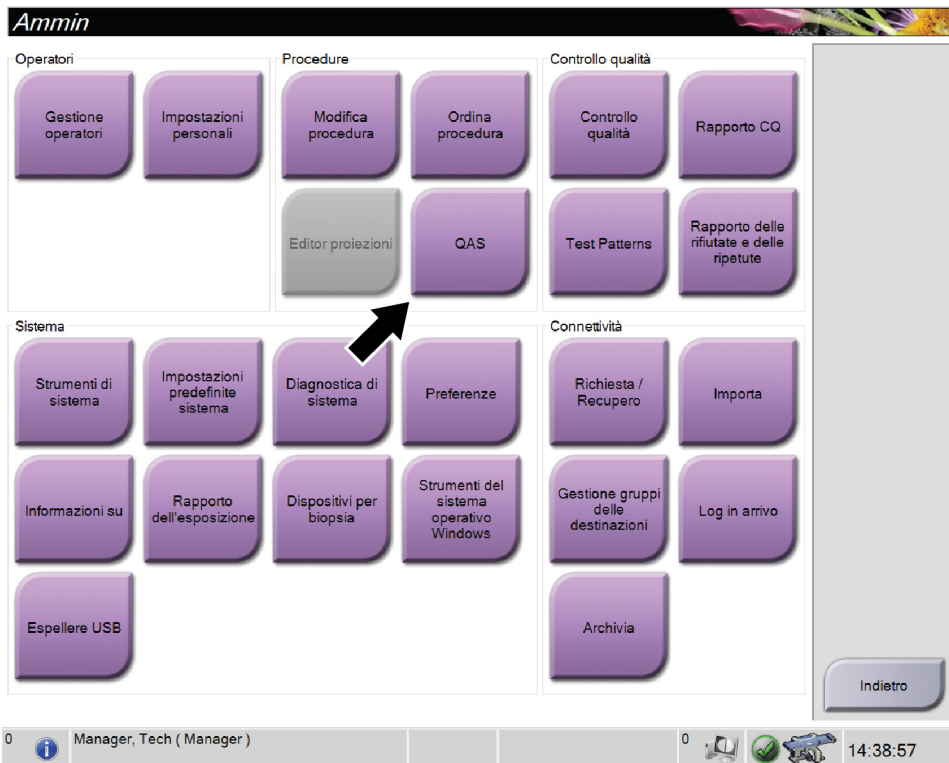 Ammin
Operatori
Gestione
operatori
Impostazioni
personali
Procedure
Modifica
procedura
Ordina
procedura
Editor proiezioni
QAS
Controllo qualità
Controllo
qualità
Rapporto CQ
Test Patterns
Rapporto delle
rifiutate e delle
ripetute
Sistema
Strumenti di
sistema
Impostazioni
predefinite
sistema
Diagnostica di
sistema
Preferenze
Informazioni su
Rapporto
dell'esposizione
Dispositivi per
biopsia
Strumenti del
sistema
operativo
Windows
Espellere USB
Connettività
Richiesta /
Recupero
Importa
Gestione gruppi
delle
destinazioni
Log in arrivo
Archivia
Indietro
0
Manager, Tech ( Manager )
0
14:38:57